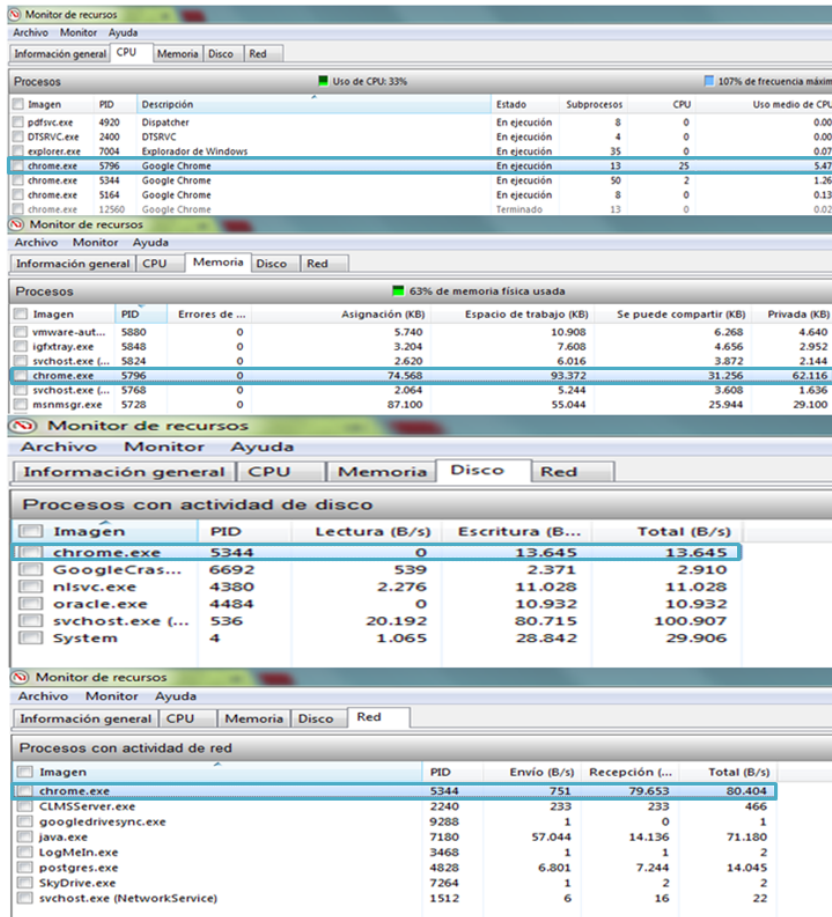 Monitor de recursos
Archivo Monitor Ayuda
Información general CPU Memoria Disco Red
Procesos Uso de CPU: 33% 107% de frecuencia máxim
Imagen PID Descripción Estado Subprocesos CPU Uso medio de CPU
pdfsvc.exe 4920 Dispatcher En ejecución 8 0 0.00
DTSRVC.exe 2400 DTSRVC En ejecución 4 0 0.00
explorer.exe 7004 Explorador de Windows En ejecución 35 0 0.07
chrome.exe 5796 Google Chrome En ejecución 13 25 5.47
chrome.exe 5344 Google Chrome En ejecución 50 2 1.26
chrome.exe 5164 Google Chrome En ejecución 8 0 0.13
chrome.exe 12560 Google Chrome Terminado 13 0 0.02
Monitor de recursos
Archivo Monitor Ayuda
Información general CPU Memoria Disco Red
Procesos 63% de memoria física usada
Imagen PID Errores de ... Asignación (KB) Espacio de trabajo (KB) Se puede compartir (KB) Privada (KB)
vmware-aut... 5880 0 5.740 10.908 6.268 4.640
igfxtray.exe 5848 0 3.204 7.608 4.656 2.952
svchost.exe (... 5824 0 2.620 6.016 3.872 2.144
chrome.exe 5796 0 74.568 93.372 31.256 62.116
svchost.exe (... 5768 0 2.064 5.244 3.608 1.636
msnmsgr.exe 5728 0 87.100 55.044 25.944 29.100
Monitor de recursos
Archivo Monitor Ayuda
Información general CPU Memoria Disco Red
Procesos con actividad de disco
Imagen PID Lectura (B/s) Escritura (B... Total (B/s)
chrome.exe 5344 0 13.645 13.645
GoogleCras... 6692 539 2.371 2.910
nlsvc.exe 4380 2.276 11.028 11.028
oracle.exe 4484 0 10.932 10.932
svchost.exe (... 536 20.192 80.715 100.907
System 4 1.065 28.842 29.906
Monitor de recursos
Archivo Monitor Ayuda
Información general CPU Memoria Disco Red
Procesos con actividad de red
Imagen PID Envío (B/s) Recepción (... Total (B/s)
chrome.exe 5344 751 79.653 80.404
CLMSServer.exe 2240 233 233 466
googledrivesync.exe 9288 1 0 1
java.exe 7180 57.044 14.136 71.180
LogMeIn.exe 3468 1 1 2
postgres.exe 4828 6.801 7.244 14.045
SkyDrive.exe 7264 1 2 2
svchost.exe (NetworkService) 1512 6 16 22